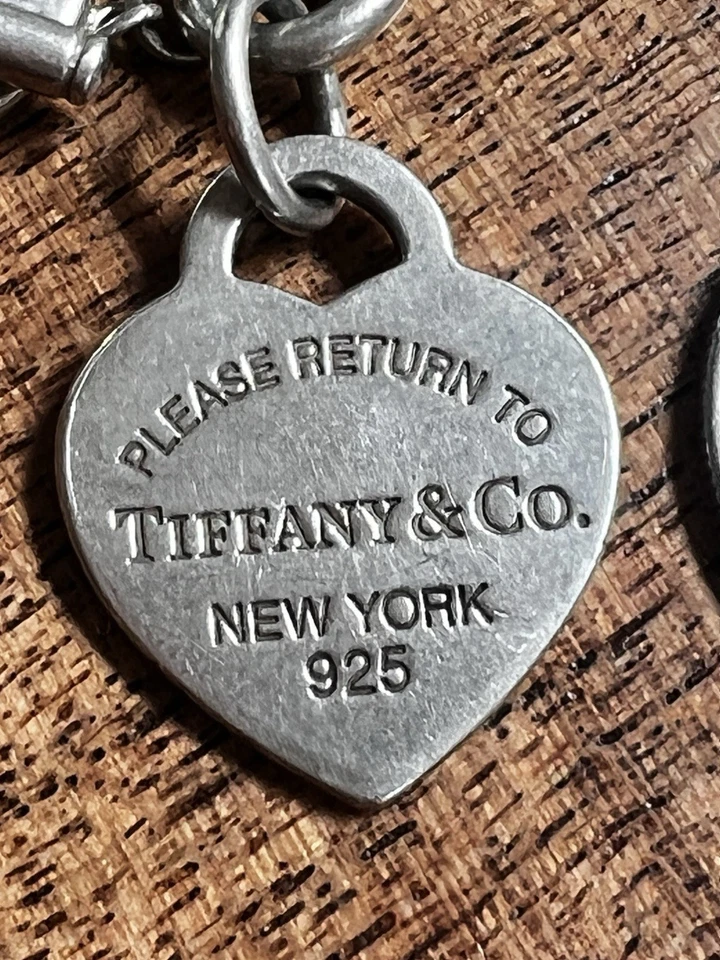 PLEASE RETURN TO
TIFFANY & CO.
NEW YORK
925